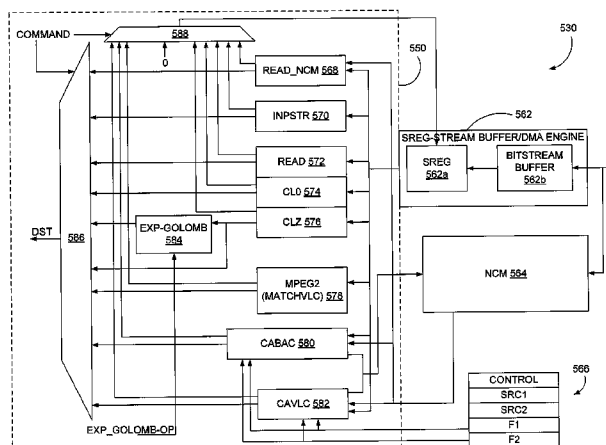 COMMAND
588
530
0
550
READ_NCM 568
562
INPSTR 570
SREG-STREAM BUFFER/DMA ENGINE
SREG 562a
BITSTREAM BUFFER 562b
READ 572
CL0 574
CLZ 576
EXP-GOLOMB 584
DST
586
MPEG2 (MATCHVLC) 578
NCM 564
CABAC 580
CAVLC 582
CONTROL
566
SRC1
SRC2
F1
F2
EXP_GOLOMB-OP